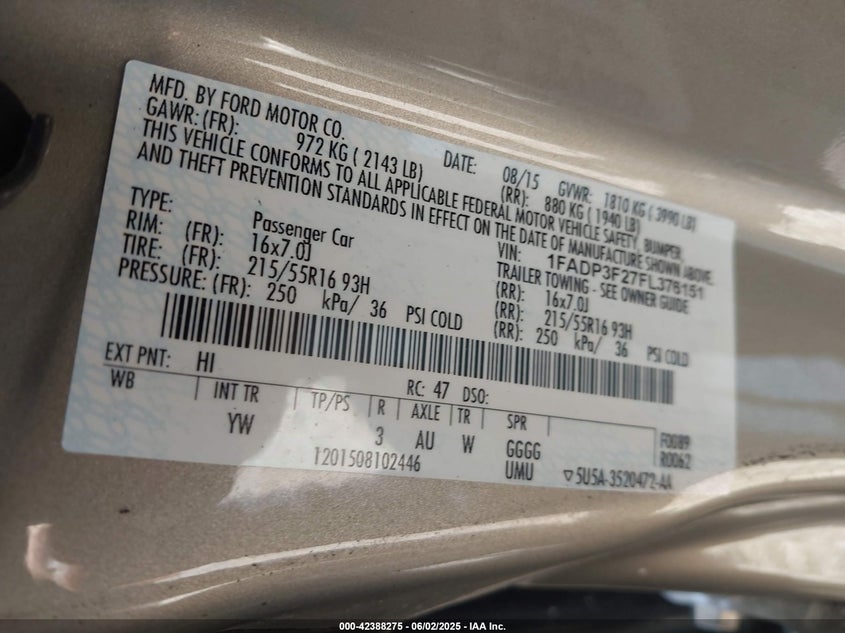 MFD. BY FORD MOTOR CO.
DATE: 08/15 GVWR: 1810 KG ( 3990 LB)
GAWR: (FR): 972 KG ( 2143 LB) (RR): 880 KG ( 1940 LB)
THIS VEHICLE CONFORMS TO ALL APPLICABLE FEDERAL MOTOR VEHICLE SAFETY, BUMPER,
AND THEFT PREVENTION STANDARDS IN EFFECT ON THE DATE OF MANUFACTURE SHOWN ABOVE.
VIN: 1FADP3F27FL376151
TYPE: Passenger Car TRAILER TOWING - SEE OWNER GUIDE
RIM: (FR): 16x7.0J (RR): 16x7.0J
TIRE: (FR): 215/55R16 93H (RR): 215/55R16 93H
PRESSURE: (FR): 250 kPa/ 36 PSI COLD (RR): 250 kPa/ 36 PSI COLD
EXT PNT: HI RC: 47 DSO:
WB INT TR TP/PS R AXLE TR SPR F0089
YW 3 AU W GGGG R0062
1201508102446 UMU ▽5U5A-3520472-AA
000-42388275 - 06/02/2025 - IAA Inc.